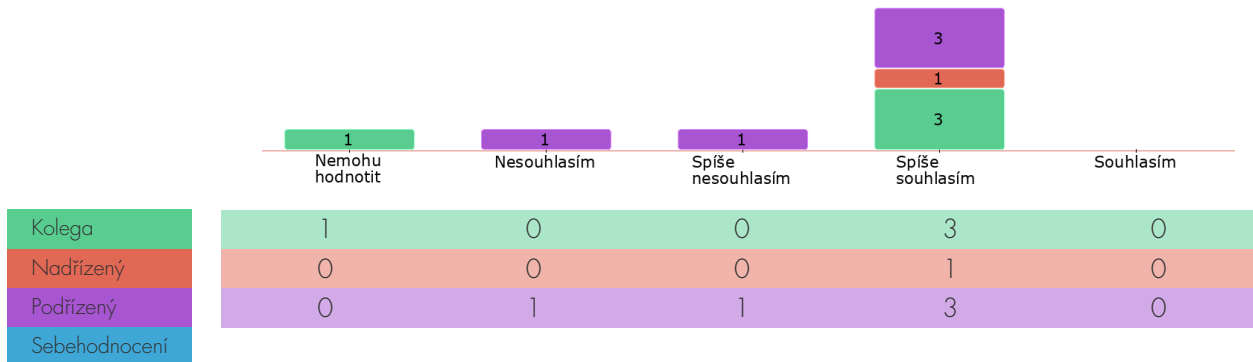 3
1
3
1
1
1
Nemohu
hodnotit
Nesouhlasím
Spíše
nesouhlasím
Spíše
souhlasím
Souhlasím
Kolega 1 0 0 3 0
Nadřízený 0 0 0 1 0
Podřízený 0 1 1 3 0
Sebehodnocení